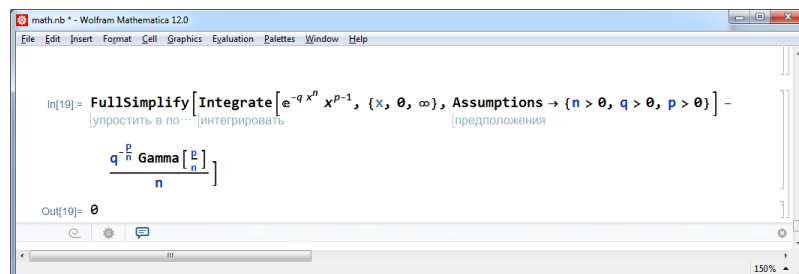 math.nb * - Wolfram Mathematica 12.0
File Edit Insert Format Cell Graphics Evaluation Palettes Window Help
In[19]:= FullSimplify[Integrate[ⅇ^(-q x^n) x^(p-1), {x, 0, ∞}, Assumptions → {n > 0, q > 0, p > 0}] -
упростить в по··· интегрировать предположения
q^(-p/n) Gamma[p/n]
n ]
Out[19]= 0
150%